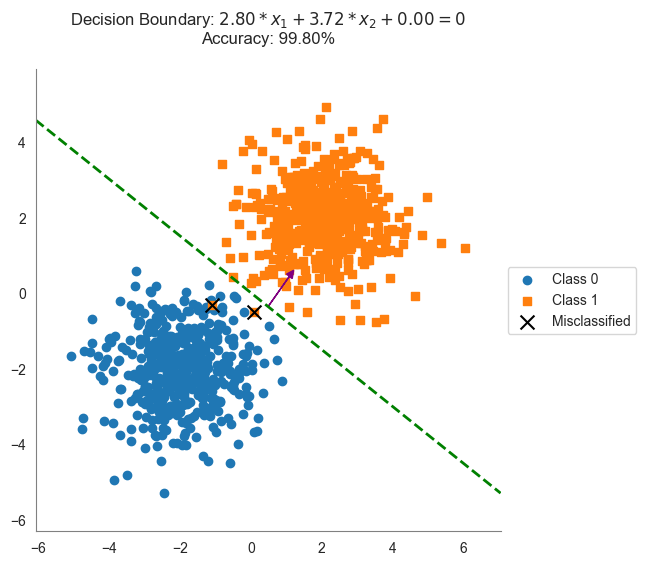 Decision Boundary: 2.80 * x₁ + 3.72 * x₂ + 0.00 = 0
Accuracy: 99.80%
4
2
0
−2
−4
−6
−6 −4 −2 0 2 4 6
Class 0
Class 1
Misclassified